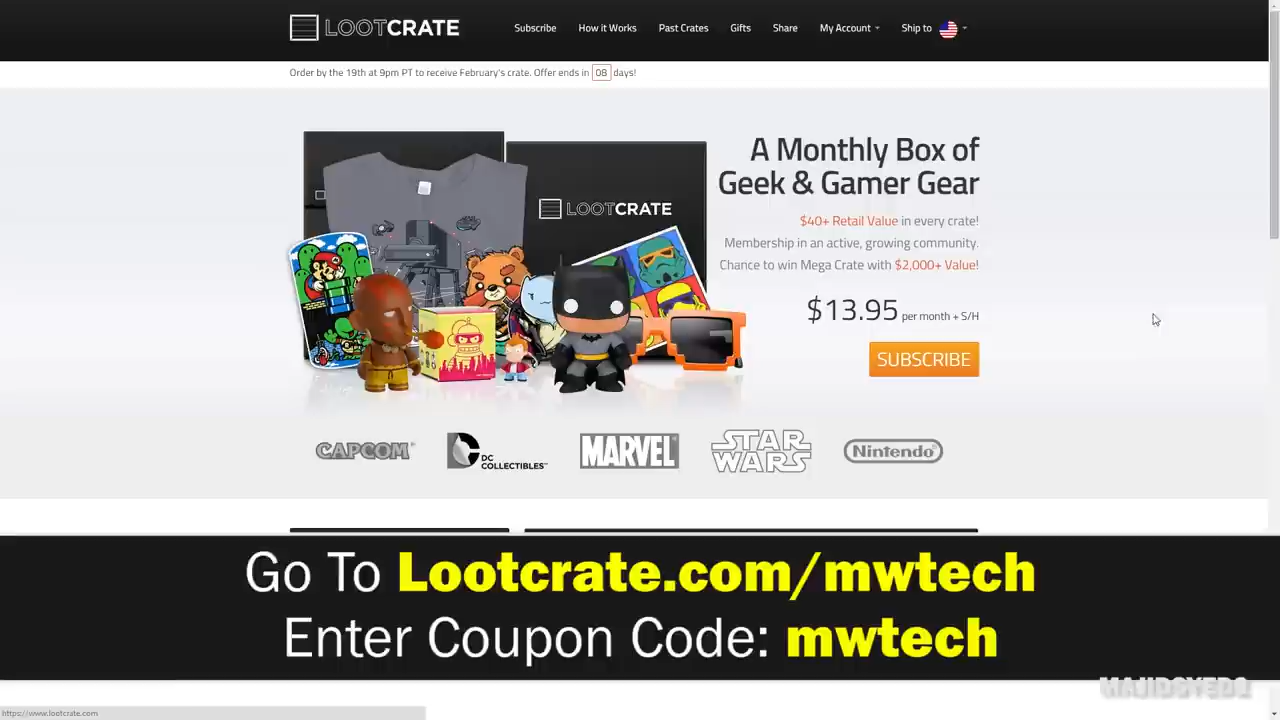 LOOTCRATE
Subscribe How it Works Past Crates Gifts Share My Account Ship to
Order by the 19th at 9pm PT to receive February's crate. Offer ends in 08 days!
A Monthly Box of
Geek & Gamer Gear
LOOTCRATE
$40+ Retail Value in every crate!
Membership in an active, growing community.
Chance to win Mega Crate with $2,000+ Value!
$13.95 per month + S/H
SUBSCRIBE
CAPCOM DC COLLECTIBLES MARVEL STAR WARS Nintendo
Go To Lootcrate.com/mwtech
Enter Coupon Code: mwtech
MAJIDSYEDQ
https://www.lootcrate.com